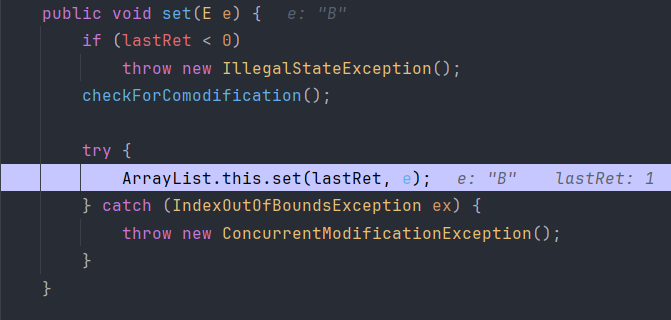 public void set(E e) {   e: "B"
    if (lastRet < 0)
        throw new IllegalStateException();
    checkForComodification();

    try {
        ArrayList.this.set(lastRet, e);   e: "B"    lastRet: 1
    } catch (IndexOutOfBoundsException ex) {
        throw new ConcurrentModificationException();
    }
}